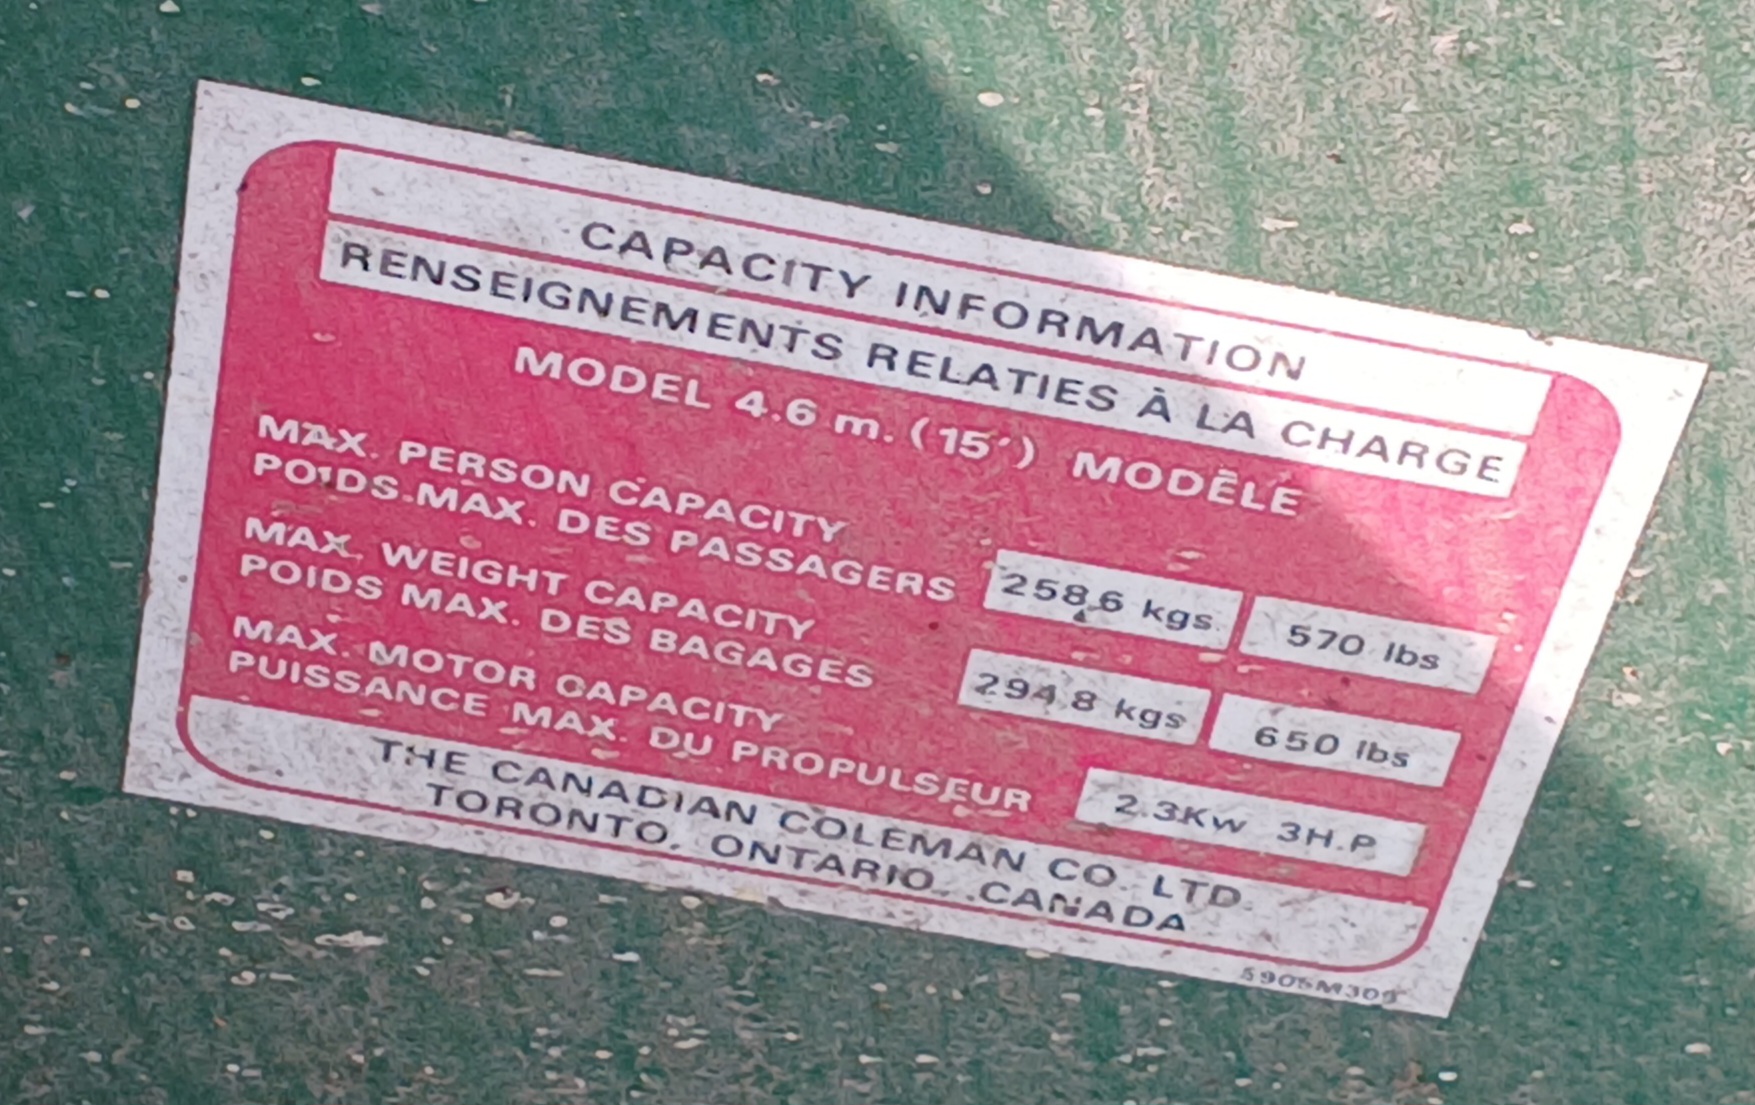 CAPACITY INFORMATION
RENSEIGNEMENTS RELATIES À LA CHARGE
MODEL 4.6 m. (15') MODÈLE
MAX. PERSON CAPACITY
POIDS MAX. DES PASSAGERS 258.6 kgs. 570 lbs
MAX. WEIGHT CAPACITY
POIDS MAX. DES BAGAGES 294.8 kgs 650 lbs
MAX. MOTOR CAPACITY
PUISSANCE MAX. DU PROPULSEUR 2.3Kw 3H.P
THE CANADIAN COLEMAN CO. LTD.
TORONTO, ONTARIO, CANADA